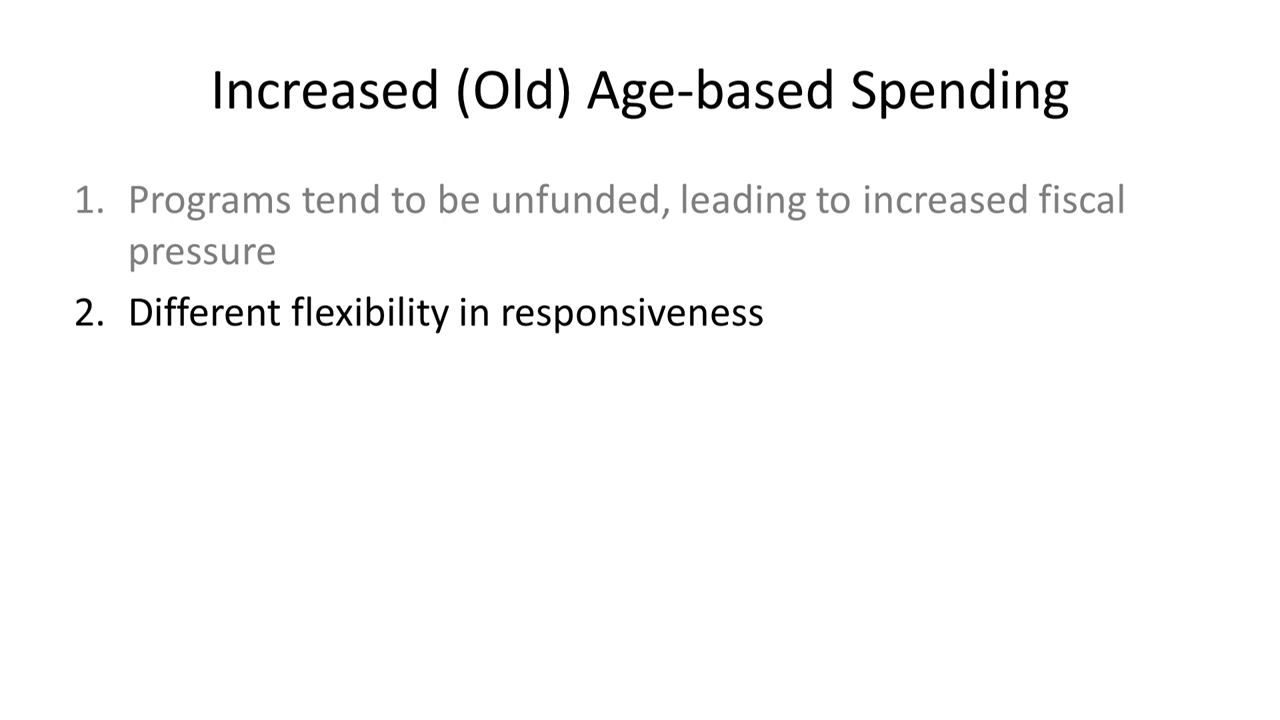 Increased (Old) Age-based Spending
1. Programs tend to be unfunded, leading to increased fiscal
pressure
2. Different flexibility in responsiveness